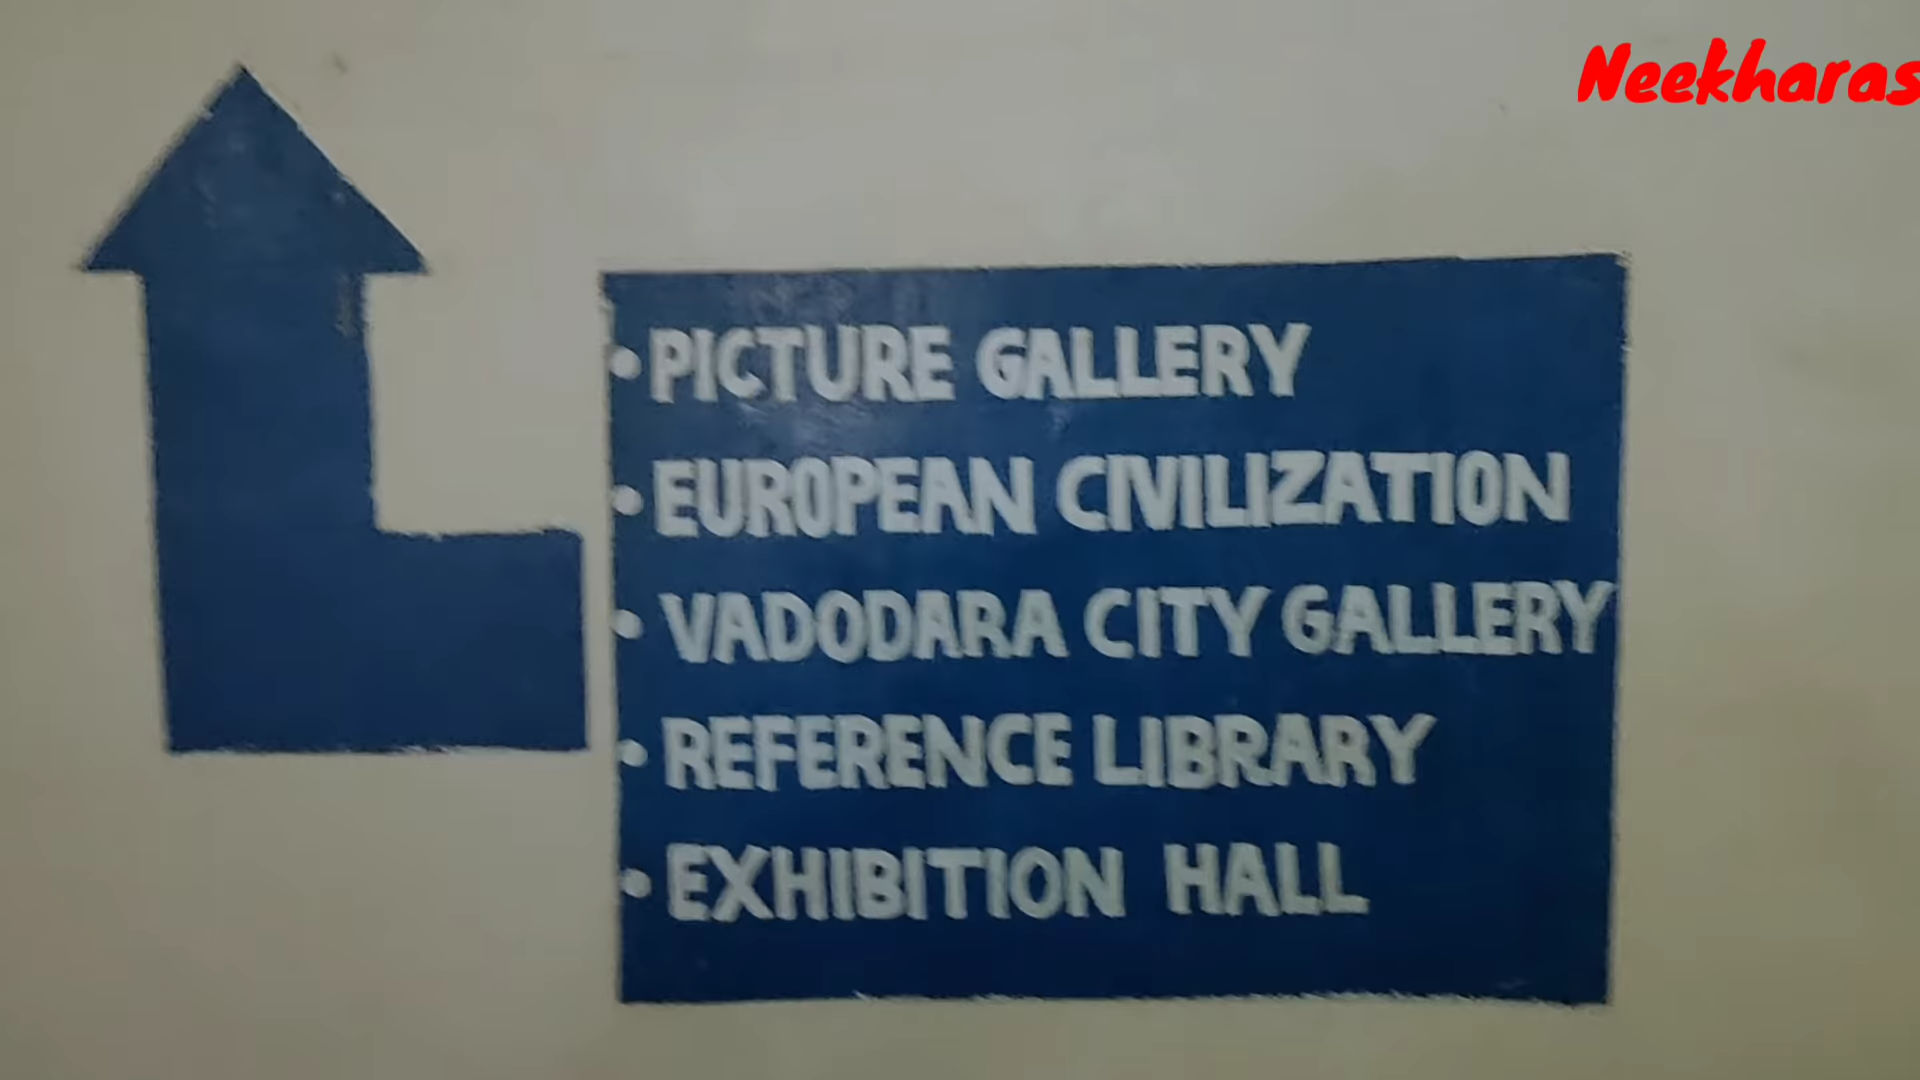 Neekharas
• PICTURE GALLERY
• EUROPEAN CIVILIZATION
• VADODARA CITY GALLERY
• REFERENCE LIBRARY
• EXHIBITION HALL